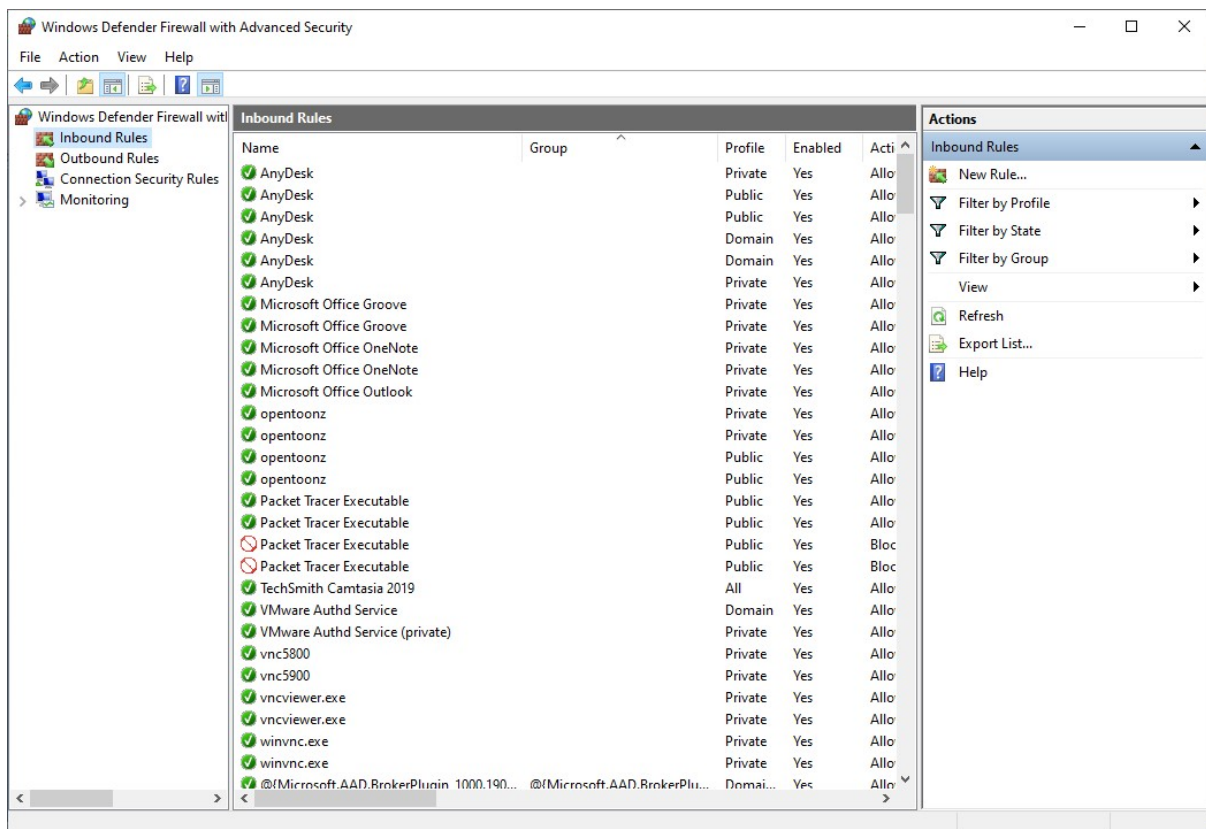 Windows Defender Firewall with Advanced Security
File Action View Help
Windows Defender Firewall witl
Inbound Rules
Outbound Rules
Connection Security Rules
Monitoring
Inbound Rules
Name Group Profile Enabled Acti
AnyDesk Private Yes Allo
AnyDesk Public Yes Allo
AnyDesk Public Yes Allo
AnyDesk Domain Yes Allo
AnyDesk Domain Yes Allo
AnyDesk Private Yes Allo
Microsoft Office Groove Private Yes Allo
Microsoft Office Groove Private Yes Allo
Microsoft Office OneNote Private Yes Allo
Microsoft Office OneNote Private Yes Allo
Microsoft Office Outlook Private Yes Allo
opentoonz Private Yes Allo
opentoonz Private Yes Allo
opentoonz Public Yes Allo
opentoonz Public Yes Allo
Packet Tracer Executable Public Yes Allo
Packet Tracer Executable Public Yes Allo
Packet Tracer Executable Public Yes Bloc
Packet Tracer Executable Public Yes Bloc
TechSmith Camtasia 2019 All Yes Allo
VMware Authd Service Domain Yes Allo
VMware Authd Service (private) Private Yes Allo
vnc5800 Private Yes Allo
vnc5900 Private Yes Allo
vncviewer.exe Private Yes Allo
vncviewer.exe Private Yes Allo
winvnc.exe Private Yes Allo
winvnc.exe Private Yes Allo
@{Microsoft.AAD.BrokerPlugin_1000.190... @{Microsoft.AAD.BrokerPlu... Domai... Yes Allo
Actions
Inbound Rules
New Rule...
Filter by Profile
Filter by State
Filter by Group
View
Refresh
Export List...
Help